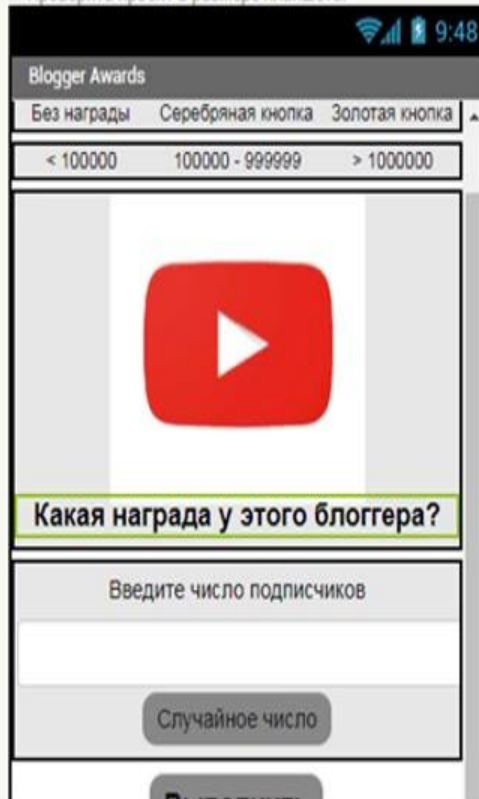 9:48
Blogger Awards
Без награды Серебряная кнопка Золотая кнопка
< 100000 100000 - 999999 > 1000000
Какая награда у этого блоггера?
Введите число подписчиков
Случайное число